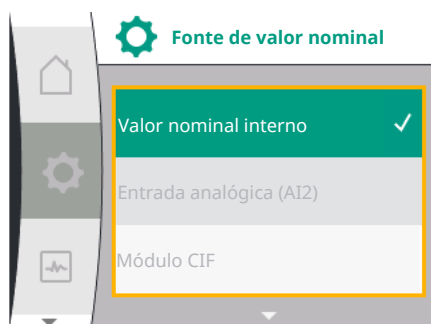 Fonte de valor nominal
Valor nominal interno
Entrada analógica (AI2)
Módulo CIF